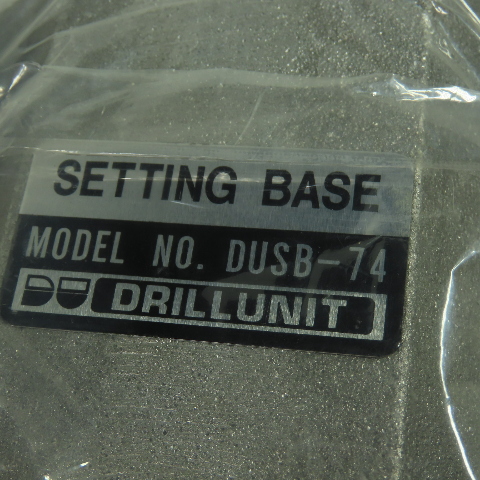 SETTING BASE
MODEL NO. DUSB-74
DU DRILLUNIT